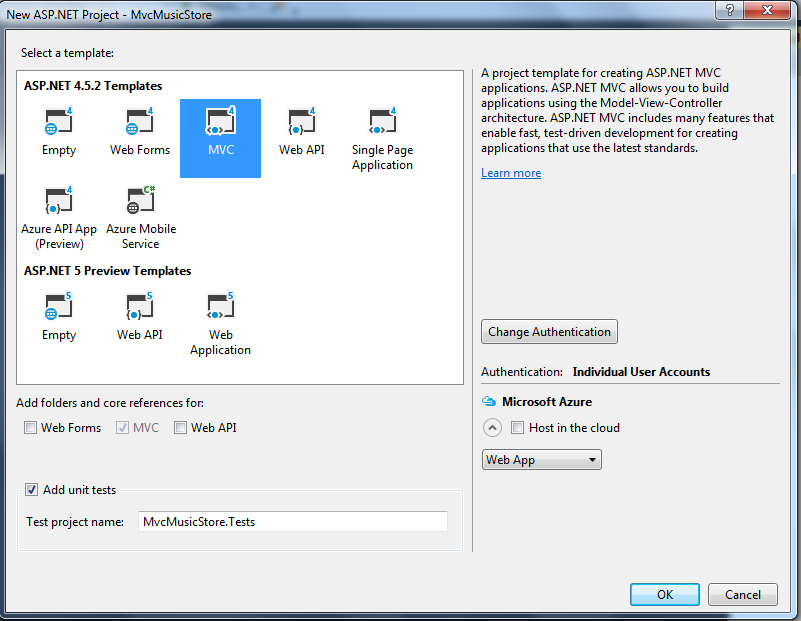 New ASP.NET Project - MvcMusicStore
?
Select a template:
ASP.NET 4.5.2 Templates
4 4 4 4 4
Empty Web Forms MVC Web API Single Page
Application
4 C#
Azure API App Azure Mobile
(Preview) Service
ASP.NET 5 Preview Templates
5 5 5
Empty Web API Web
Application
A project template for creating ASP.NET MVC
applications. ASP.NET MVC allows you to build
applications using the Model-View-Controller
architecture. ASP.NET MVC includes many features that
enable fast, test-driven development for creating
applications that use the latest standards.
Learn more
Change Authentication
Authentication: Individual User Accounts
Microsoft Azure
Host in the cloud
Web App
Add folders and core references for:
Web Forms MVC Web API
Add unit tests
Test project name: MvcMusicStore.Tests
OK Cancel